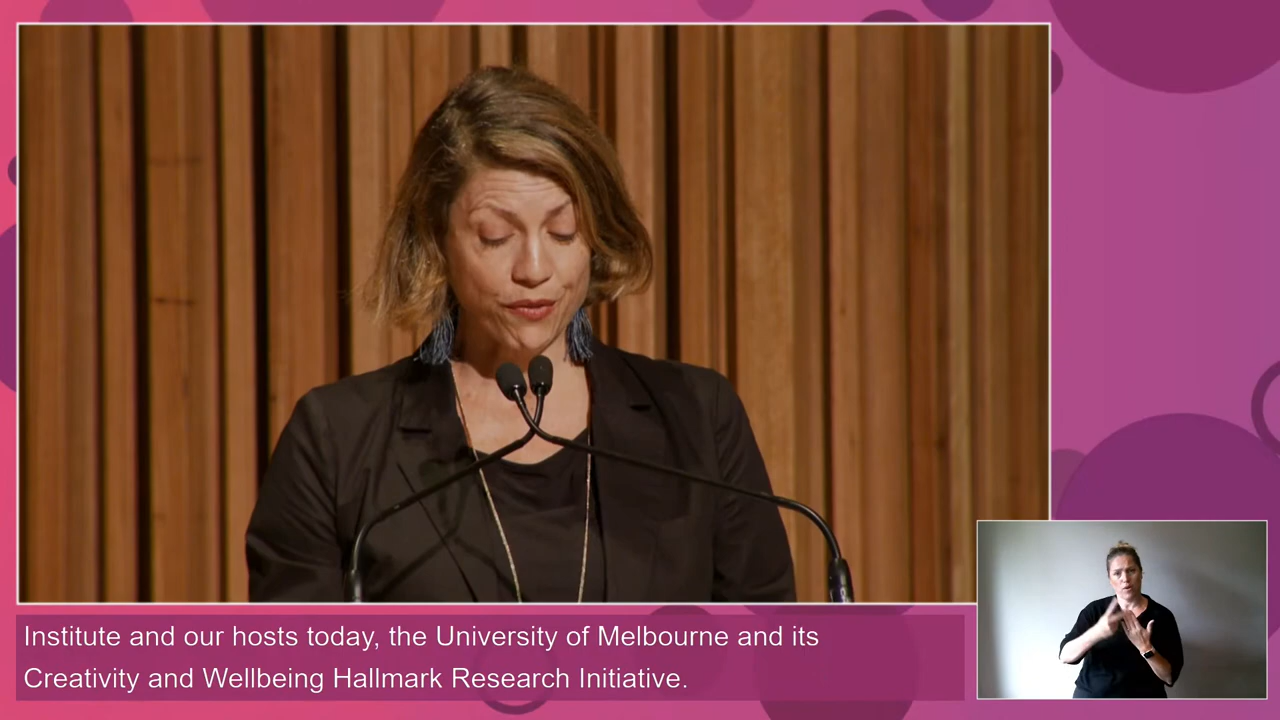 Institute and our hosts today, the University of Melbourne and its
Creativity and Wellbeing Hallmark Research Initiative.